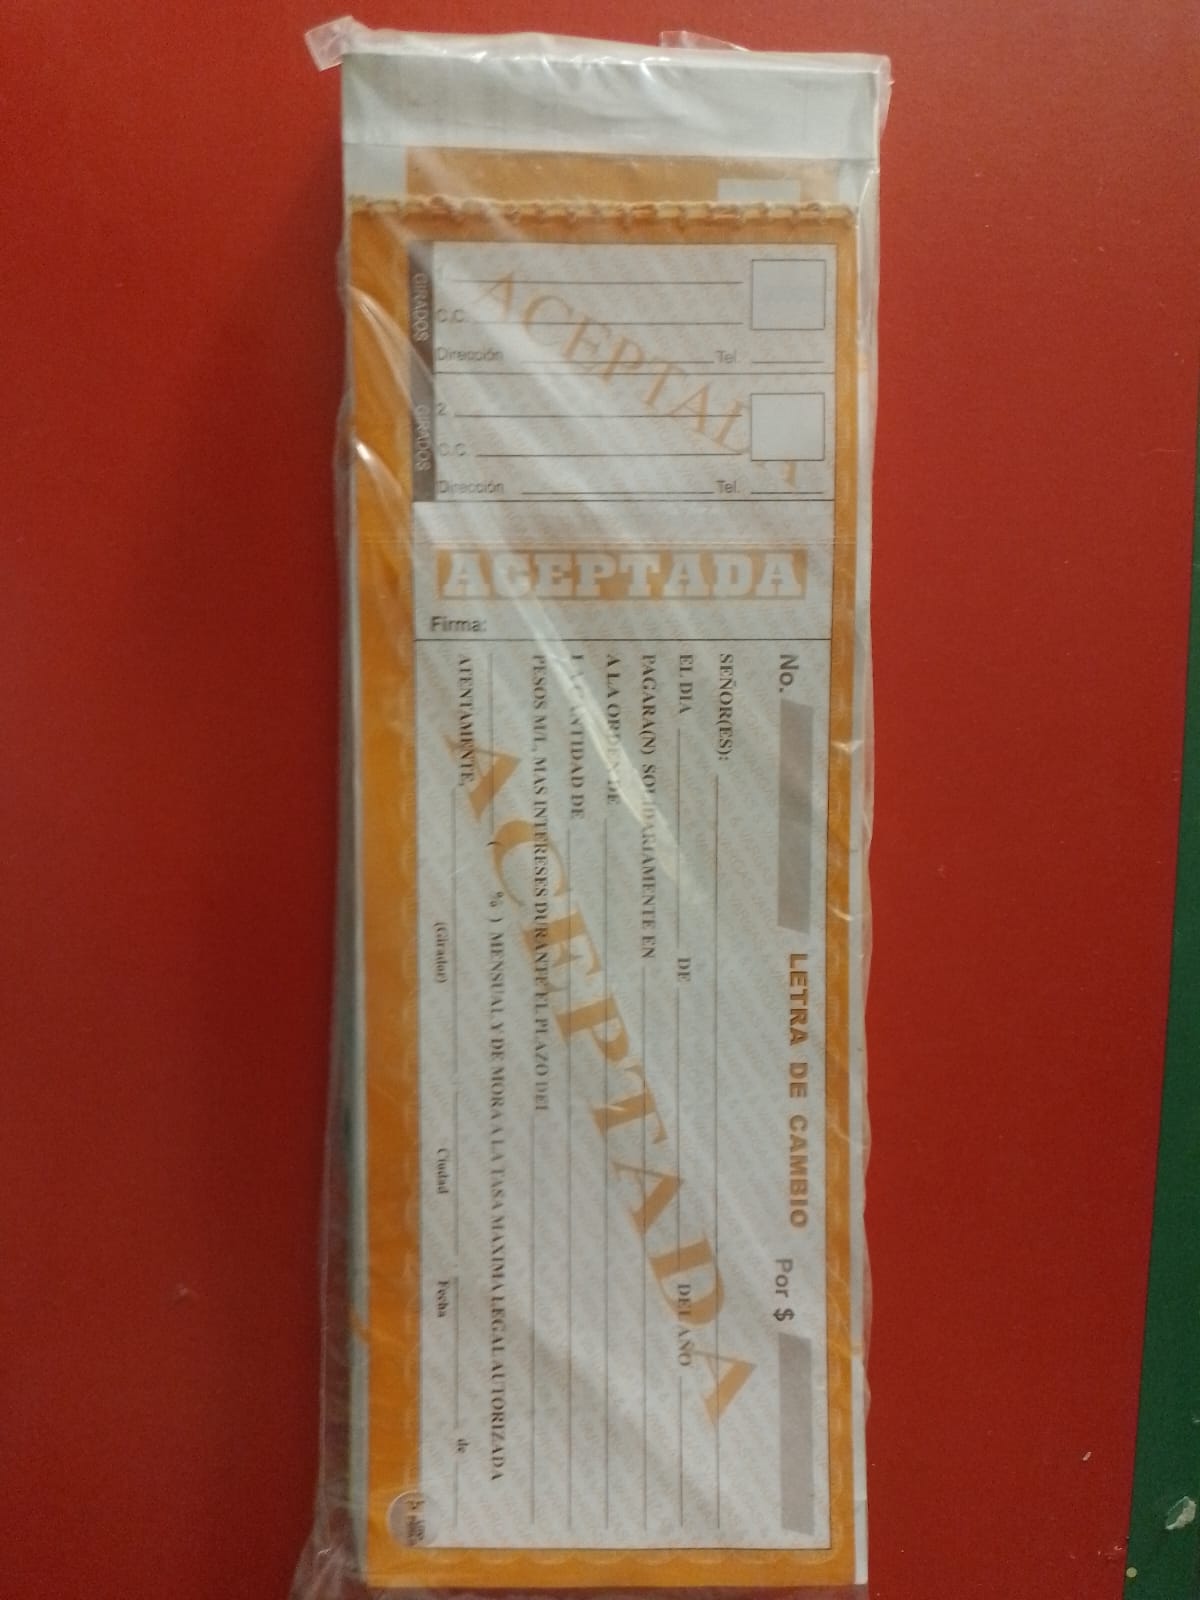 GIRADOS
C.C.
Dirección Tel.
GIRADOS
2.
C.C.
Dirección Tel.
ACEPTADA
ACEPTADA
Firma:
No. LETRA DE CAMBIO Por $
SEÑOR(ES):
EL DIA DE DEL AÑO
PAGARA(N) SOLIDARIAMENTE EN
A LA ORDEN DE
LA CANTIDAD DE
PESOS M/L, MAS INTERESES DURANTE EL PLAZO DEL
( %) MENSUAL Y DE MORA A LA TASA MAXIMA LEGAL AUTORIZADA
ATENTAMENTE,
(Girador) Ciudad Fecha de
ACEPTADA